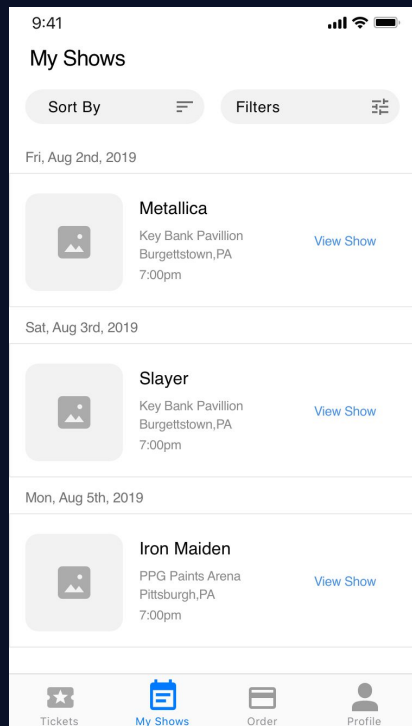 9:41
My Shows
Sort By
Filters
Fri, Aug 2nd, 2019
Metallica
Key Bank Pavillion
Burgettstown,PA
7:00pm
View Show
Sat, Aug 3rd, 2019
Slayer
Key Bank Pavillion
Burgettstown,PA
7:00pm
View Show
Mon, Aug 5th, 2019
Iron Maiden
PPG Paints Arena
Pittsburgh,PA
7:00pm
View Show
Tickets
My Shows
Order
Profile